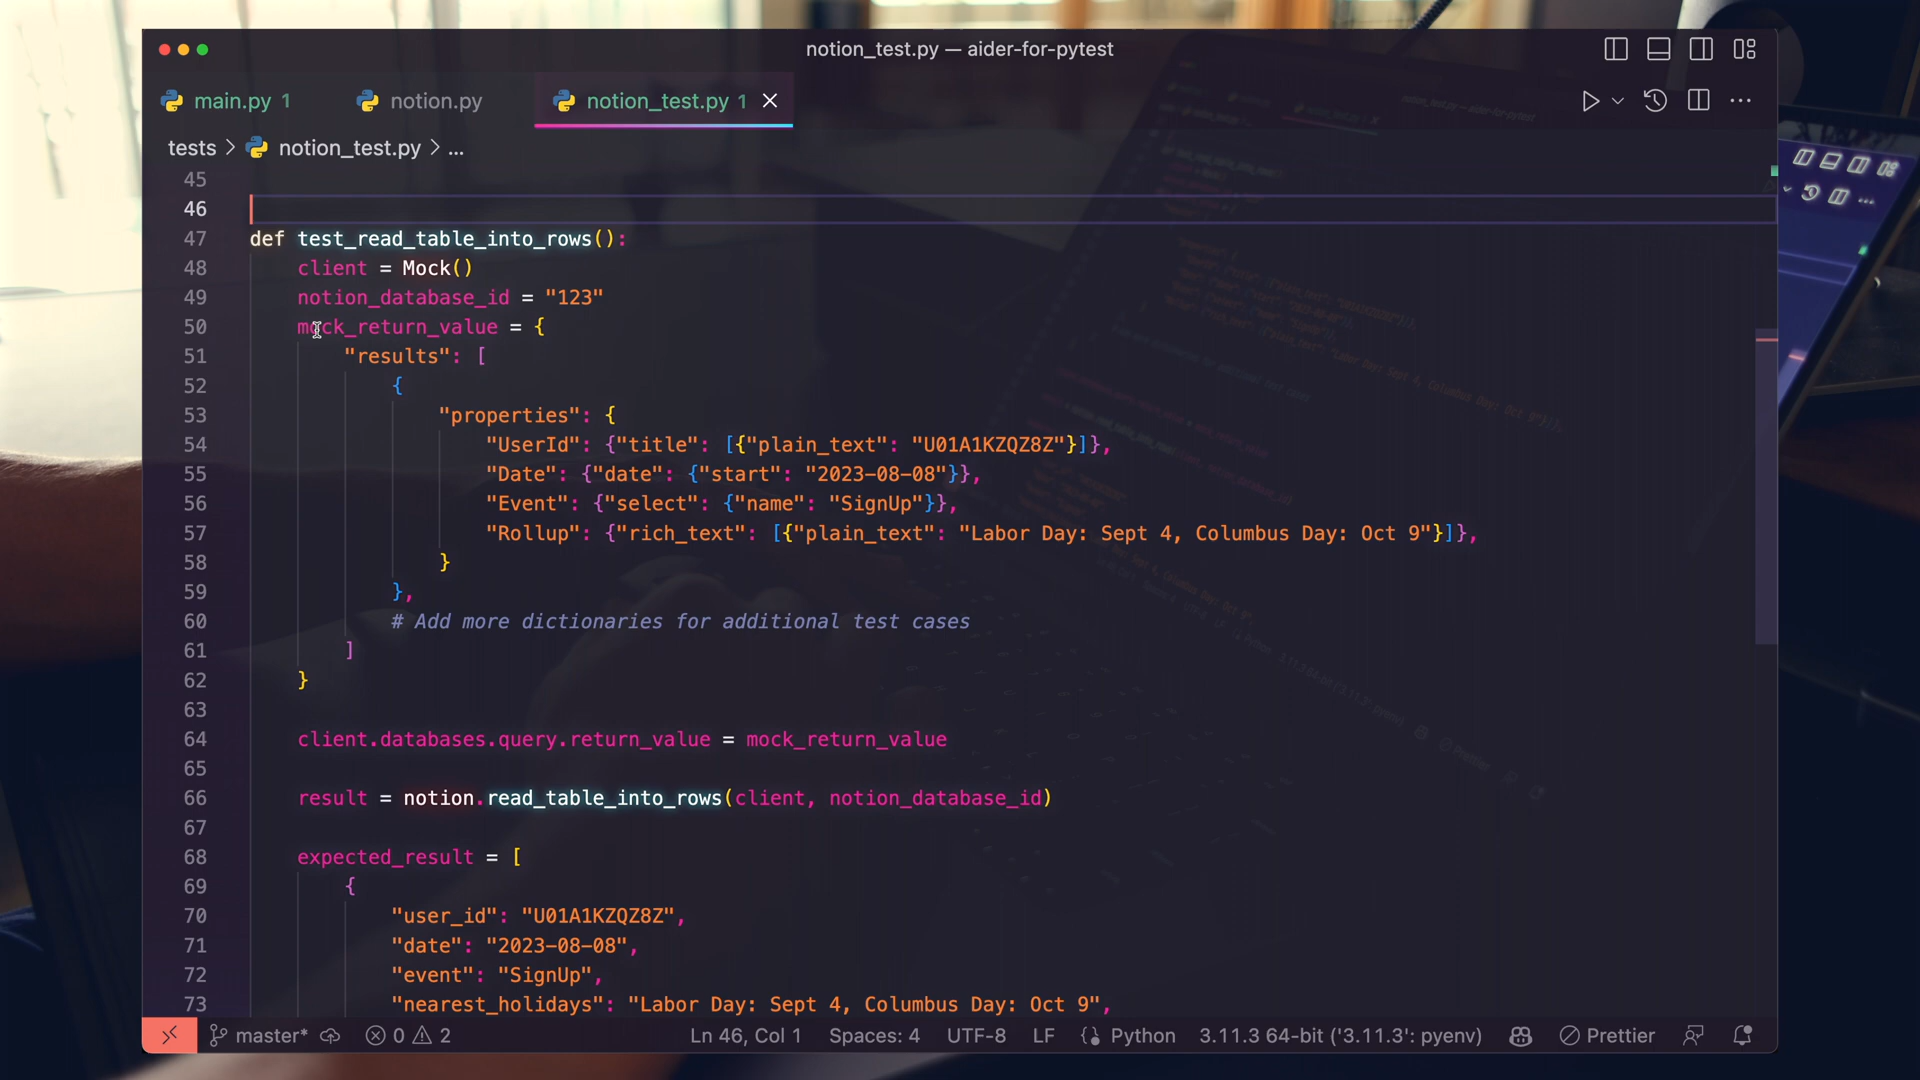 notion_test.py — aider-for-pytest
main.py 1 notion.py notion_test.py 1
tests > notion_test.py > ...
45
46
47 def test_read_table_into_rows():
48 client = Mock()
49 notion_database_id = "123"
50 mock_return_value = {
51 "results": [
52 {
53 "properties": {
54 "UserId": {"title": [{"plain_text": "U01A1KZQZ8Z"}]},
55 "Date": {"date": {"start": "2023-08-08"}},
56 "Event": {"select": {"name": "SignUp"}},
57 "Rollup": {"rich_text": [{"plain_text": "Labor Day: Sept 4, Columbus Day: Oct 9"}]},
58 }
59 },
60 # Add more dictionaries for additional test cases
61 ]
62 }
63
64 client.databases.query.return_value = mock_return_value
65
66 result = notion.read_table_into_rows(client, notion_database_id)
67
68 expected_result = [
69 {
70 "user_id": "U01A1KZQZ8Z",
71 "date": "2023-08-08",
72 "event": "SignUp",
73 "nearest_holidays": "Labor Day: Sept 4, Columbus Day: Oct 9",
master* 0 2 Ln 46, Col 1 Spaces: 4 UTF-8 LF Python 3.11.3 64-bit ('3.11.3': pyenv) Prettier